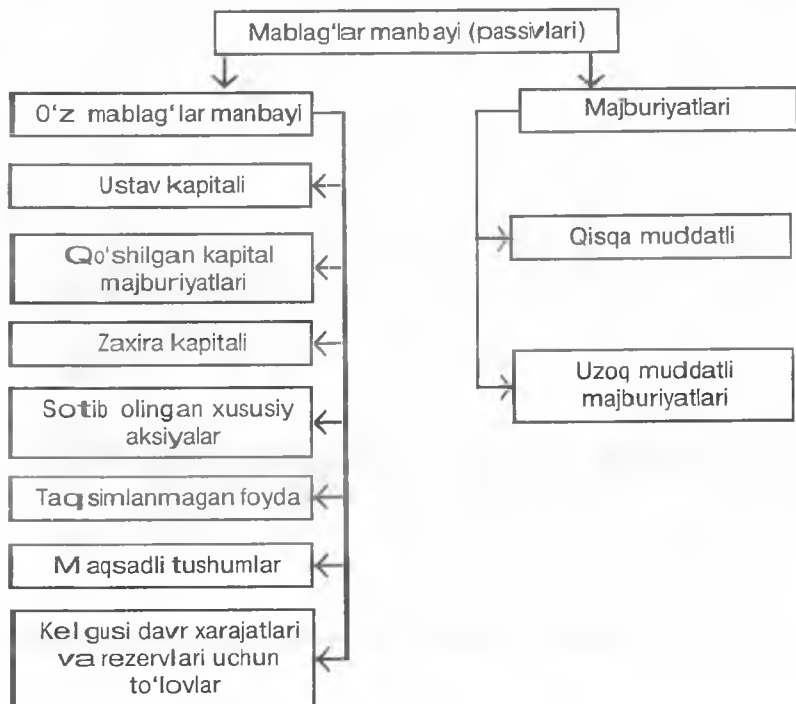 Mablag‘lar manbayi (passivlari)
O‘z mablag‘lar manbayi
Ustav kapitali
Qo‘shilgan kapital
majburiyatlari
Zaxira kapitali
Sotib olingan xususiy
aksiyalar
Taqsimlanmagan foyda
Maqsadli tushumlar
Kelgusi davr xarajatlari
va rezervlari uchun
to‘lovlar
Majburiyatlari
Qisqa muddatli
Uzoq muddatli
majburiyatlari